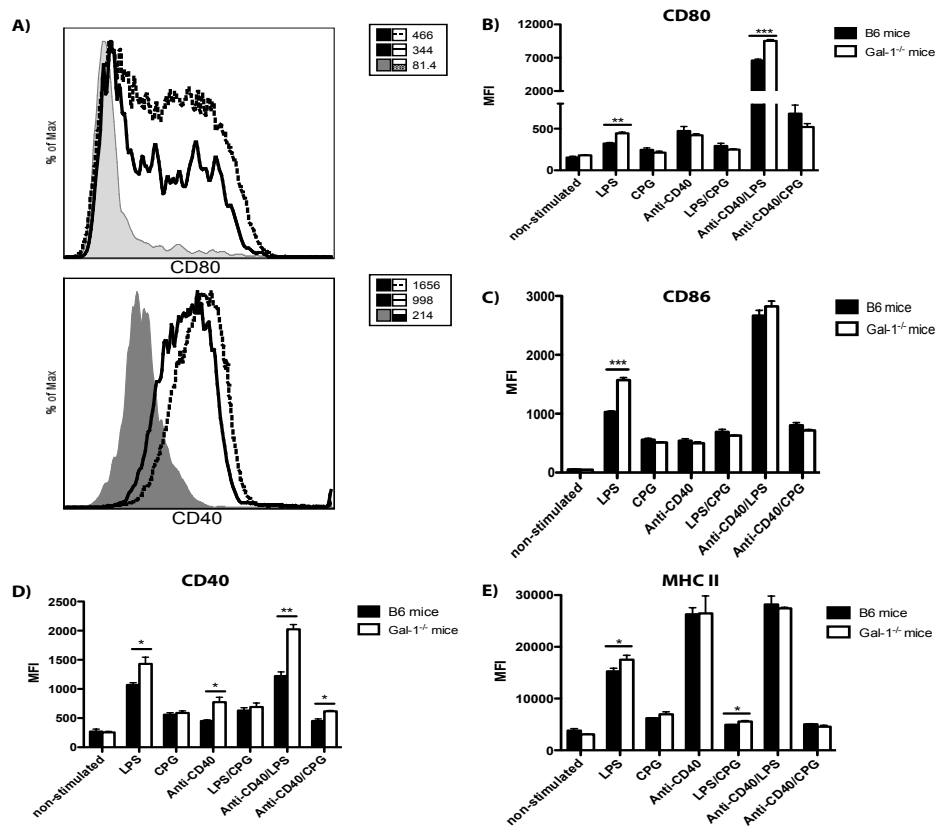 A)
466
344
81.4
% of Max
CD80
1656
998
214
% of Max
CD40
B)
CD80
B6 mice
Gal-1-/- mice
MFI
12000
7000
2000
500
0
**
***
non-stimulated
LPS
CPG
Anti-CD40
LPS/CPG
Anti-CD40/LPS
Anti-CD40/CPG
C)
CD86
B6 mice
Gal-1-/- mice
MFI
3000
2000
1000
0
***
non-stimulated
LPS
CPG
Anti-CD40
LPS/CPG
Anti-CD40/LPS
Anti-CD40/CPG
D)
CD40
B6 mice
Gal-1-/- mice
MFI
2500
2000
1500
1000
500
0
*
*
**
*
non-stimulated
LPS
CPG
Anti-CD40
LPS/CPG
Anti-CD40/LPS
Anti-CD40/CPG
E)
MHC II
B6 mice
Gal-1-/- mice
MFI
30000
20000
10000
0
*
*
non-stimulated
LPS
CPG
Anti-CD40
LPS/CPG
Anti-CD40/LPS
Anti-CD40/CPG